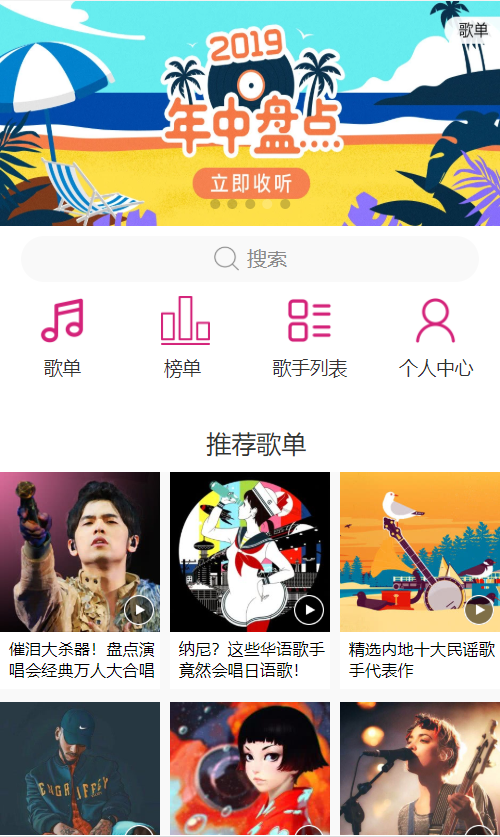 歌单
2019
年中盘点
立即收听
搜索
歌单
榜单
歌手列表
个人中心
推荐歌单
催泪大杀器！盘点演
唱会经典万人大合唱
纳尼？这些华语歌手
竟然会唱日语歌！
精选内地十大民谣歌
手代表作